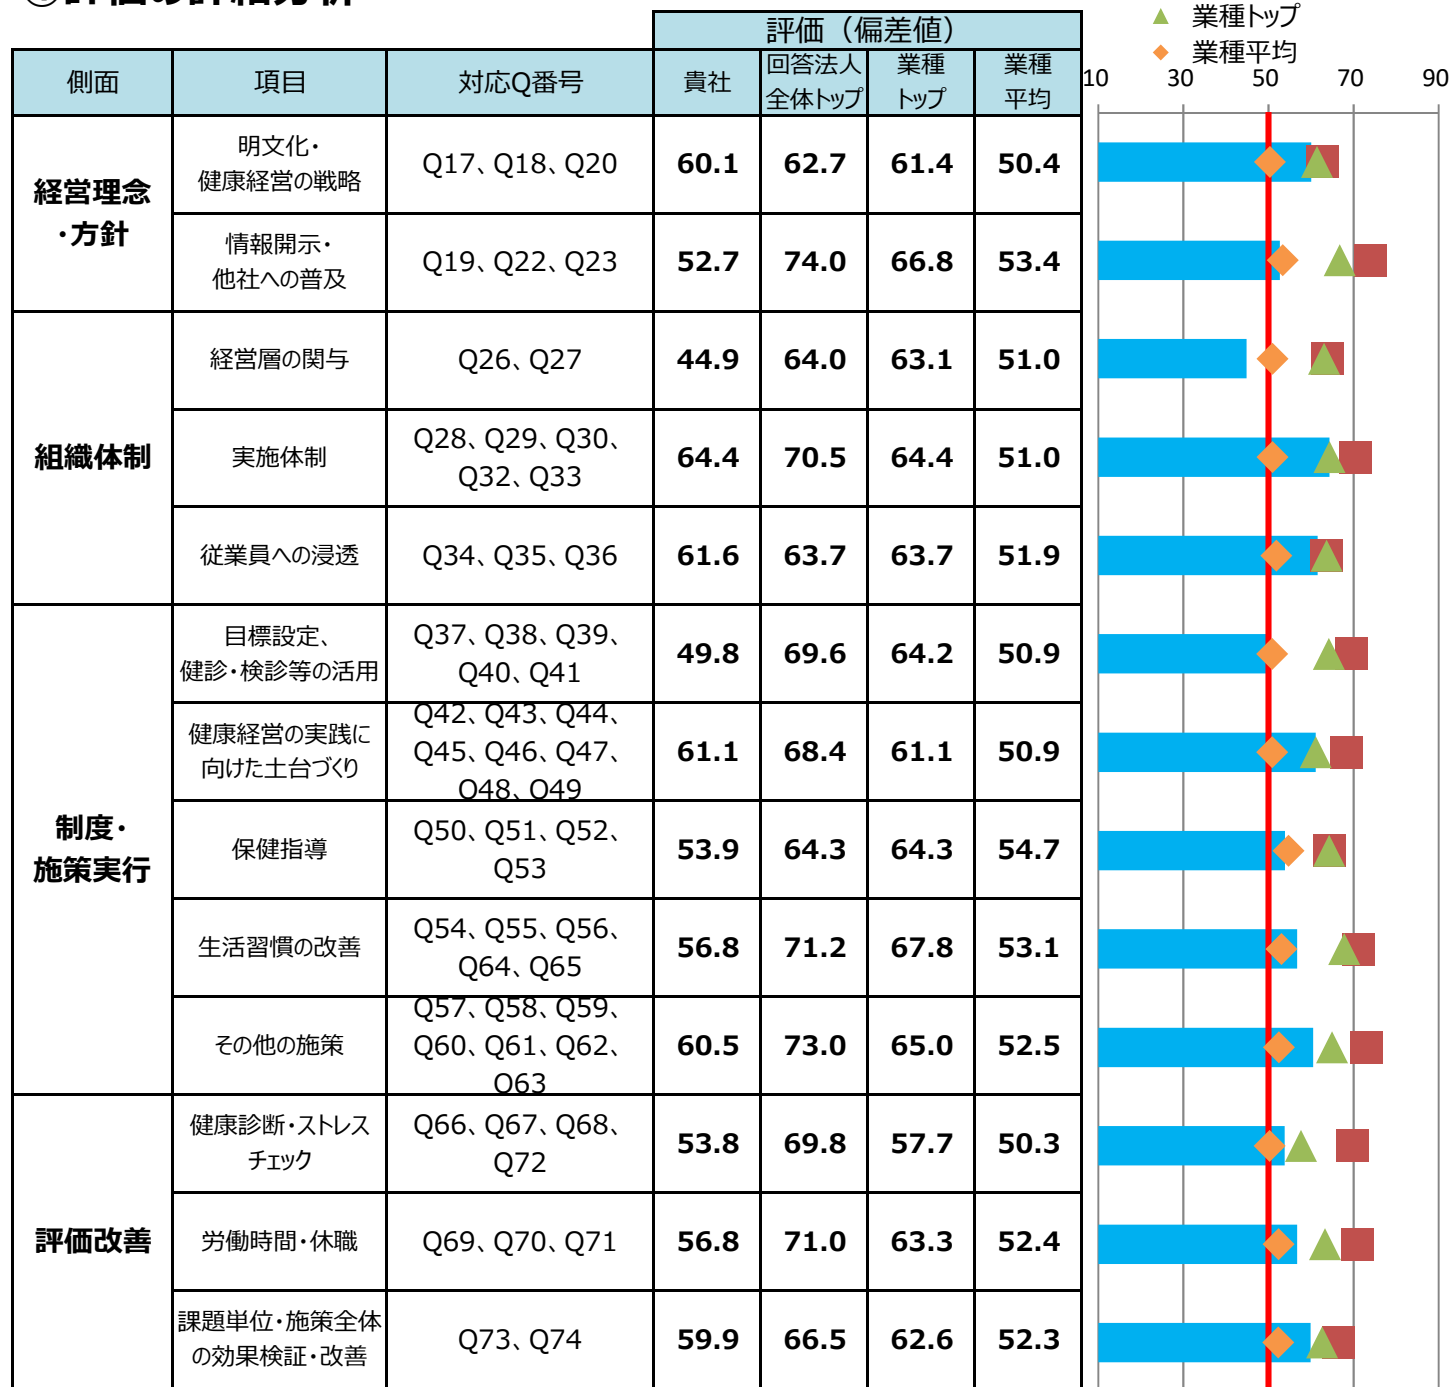 ①評価の詳細分析
▲ 業種トップ
◆ 業種平均
評価（偏差値）
側面 項目 対応Q番号 貴社 回答法人全体トップ 業種トップ 業種平均
10 30 50 70 90
経営理念・方針
明文化・健康経営の戦略 Q17、Q18、Q20 60.1 62.7 61.4 50.4
情報開示・他社への普及 Q19、Q22、Q23 52.7 74.0 66.8 53.4
組織体制
経営層の関与 Q26、Q27 44.9 64.0 63.1 51.0
実施体制 Q28、Q29、Q30、Q32、Q33 64.4 70.5 64.4 51.0
従業員への浸透 Q34、Q35、Q36 61.6 63.7 63.7 51.9
制度・施策実行
目標設定、健診・検診等の活用 Q37、Q38、Q39、Q40、Q41 49.8 69.6 64.2 50.9
健康経営の実践に向けた土台づくり Q42、Q43、Q44、Q45、Q46、Q47、Q48、Q49 61.1 68.4 61.1 50.9
保健指導 Q50、Q51、Q52、Q53 53.9 64.3 64.3 54.7
生活習慣の改善 Q54、Q55、Q56、Q64、Q65 56.8 71.2 67.8 53.1
その他の施策 Q57、Q58、Q59、Q60、Q61、Q62、Q63 60.5 73.0 65.0 52.5
評価改善
健康診断・ストレスチェック Q66、Q67、Q68、Q72 53.8 69.8 57.7 50.3
労働時間・休職 Q69、Q70、Q71 56.8 71.0 63.3 52.4
課題単位・施策全体の効果検証・改善 Q73、Q74 59.9 66.5 62.6 52.3